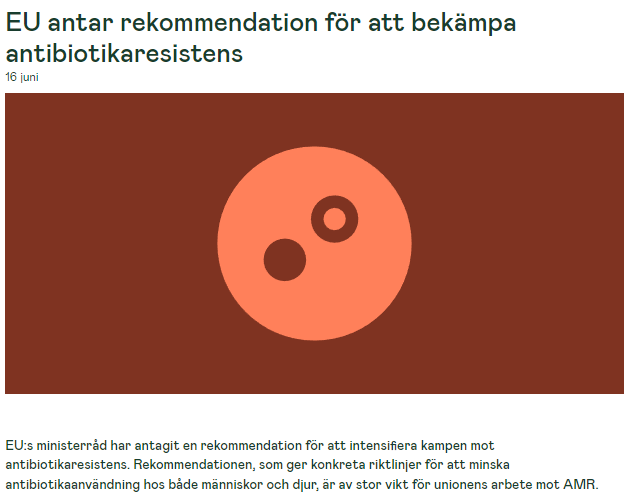 EU antar rekommendation för att bekämpa
antibiotikaresistens
16 juni
EU:s ministerråd har antagit en rekommendation för att intensifiera kampen mot
antibiotikaresistens. Rekommendationen, som ger konkreta riktlinjer för att minska
antibiotikaanvändning hos både människor och djur, är av stor vikt för unionens arbete mot AMR.